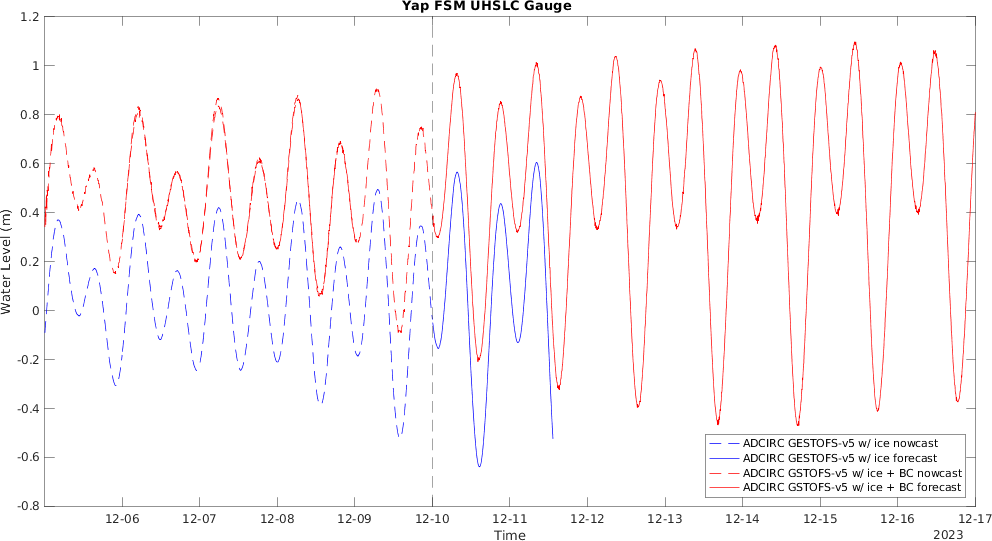 Yap FSM UHSLC Gauge
1.2
1
0.8
0.6
0.4
0.2
0
-0.2
-0.4
-0.6
-0.8
Water Level (m)
ADCIRC GESTOFS-v5 w/ ice nowcast
ADCIRC GESTOFS-v5 w/ ice forecast
ADCIRC GSTOFS-v5 w/ ice + BC nowcast
ADCIRC GSTOFS-v5 w/ ice + BC forecast
12-06 12-07 12-08 12-09 12-10 12-11 12-12 12-13 12-14 12-15 12-16 12-17
Time
2023